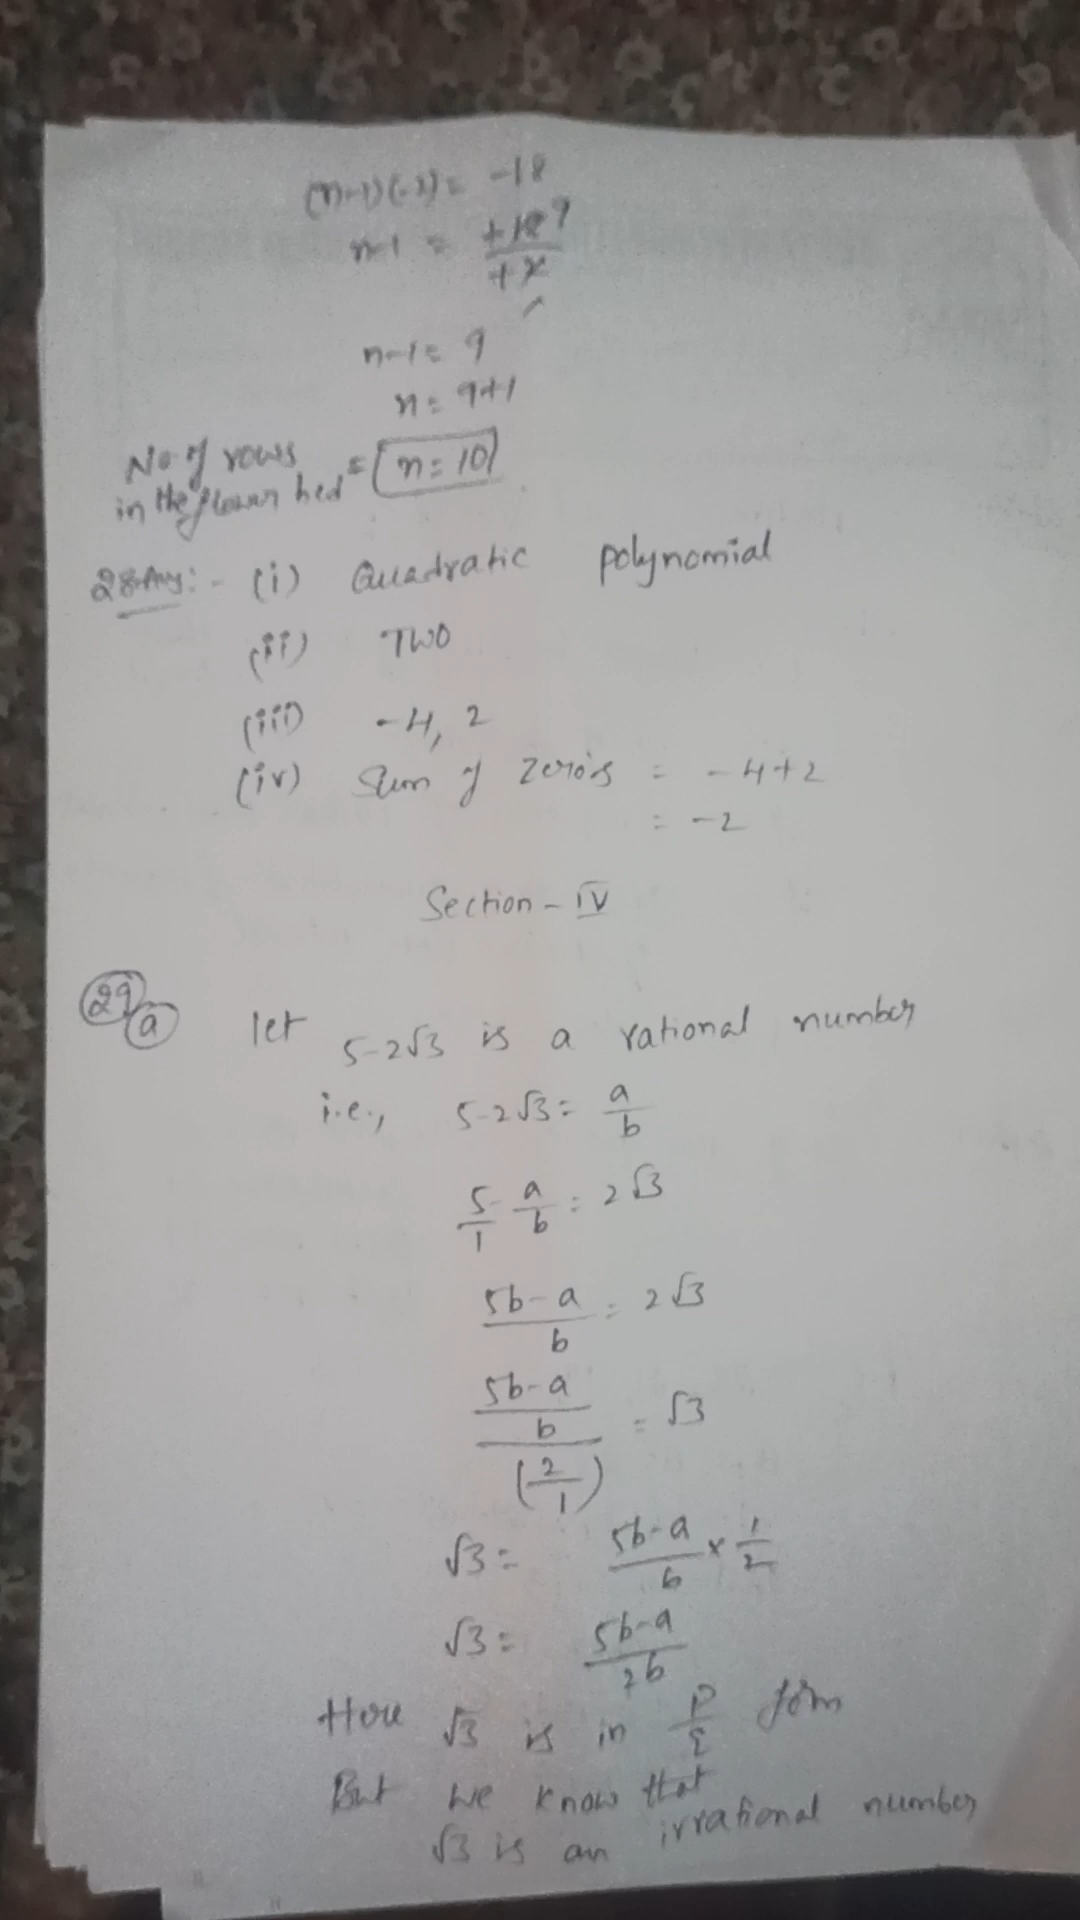 (n-1)(-2) = -18
n-1 = +18 9
+2
n-1 = 9
n = 9+1
No of rows
in the flower bed = n = 10
28 Ans: - (i) Quadratic polynomial
(ii) TWO
(iii) -4, 2
(iv) Sum of zeros = -4+2
= -2
Section - IV
29 a let 5-2√3 is a rational number
i.e., 5-2√3 = a/b
5/1 - a/b = 2√3
5b-a/b = 2√3
5b-a/b/(2/1) = √3
√3 = 5b-a/b × 1/2
√3 = 5b-a/2b
Here √3 is in P/q form
But we know that
√3 is an irrational number